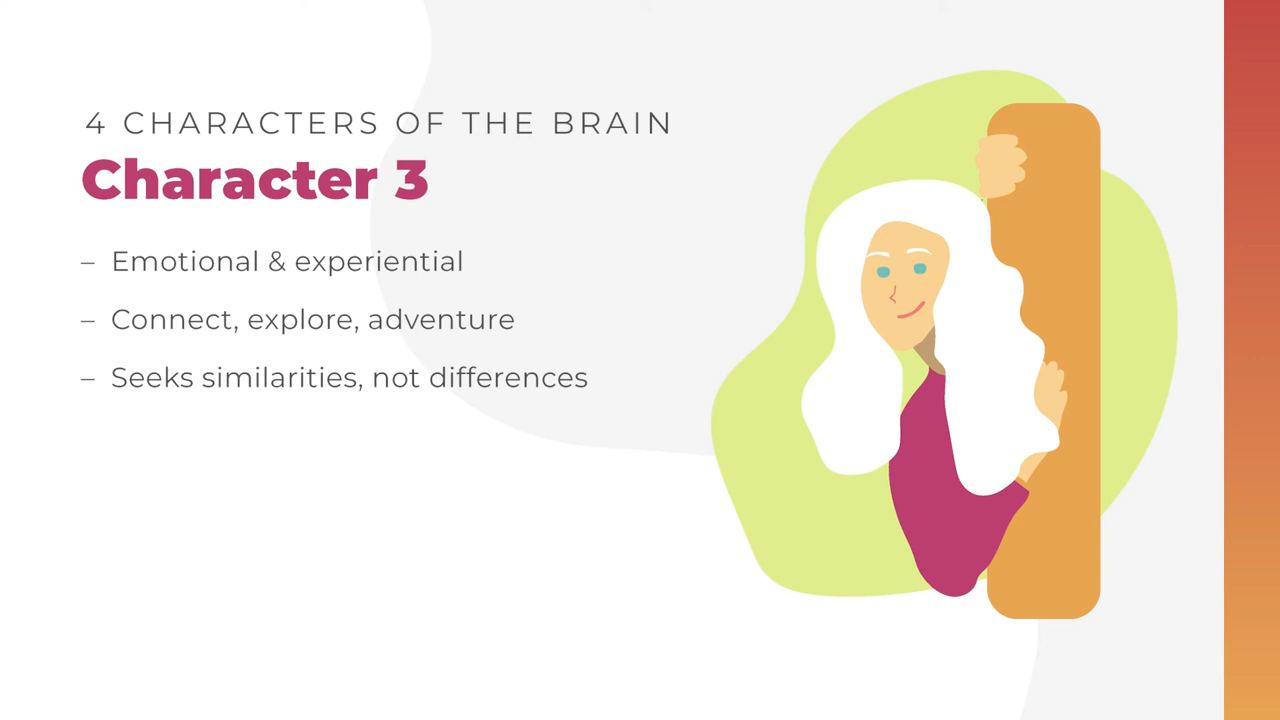 4 CHARACTERS OF THE BRAIN
Character 3
– Emotional & experiential
– Connect, explore, adventure
– Seeks similarities, not differences